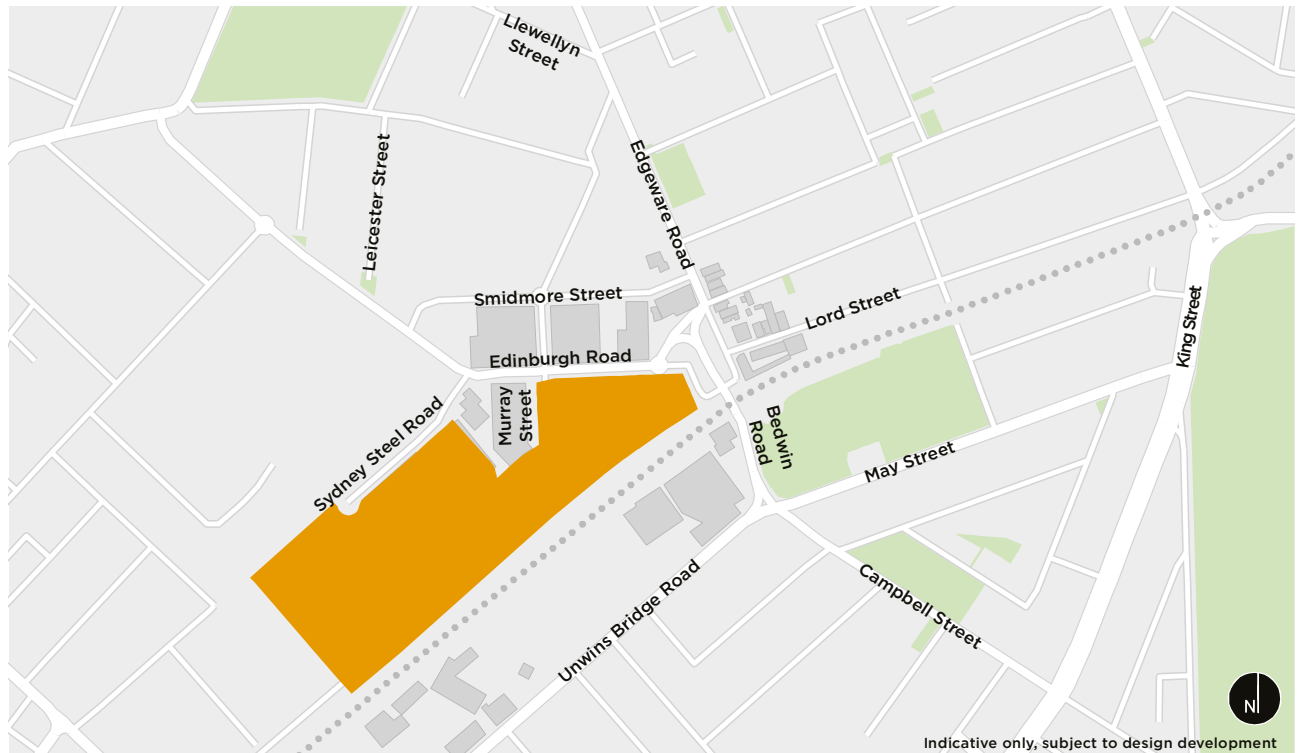 Llewellyn
Street
Edgeware Road
Leicester Street
Smidmore Street
Lord Street
King Street
Edinburgh Road
Murray
Street
Sydney Steel Road
Bedwin
Road
May Street
Unwins Bridge Road
Campbell Street
N
Indicative only, subject to design development